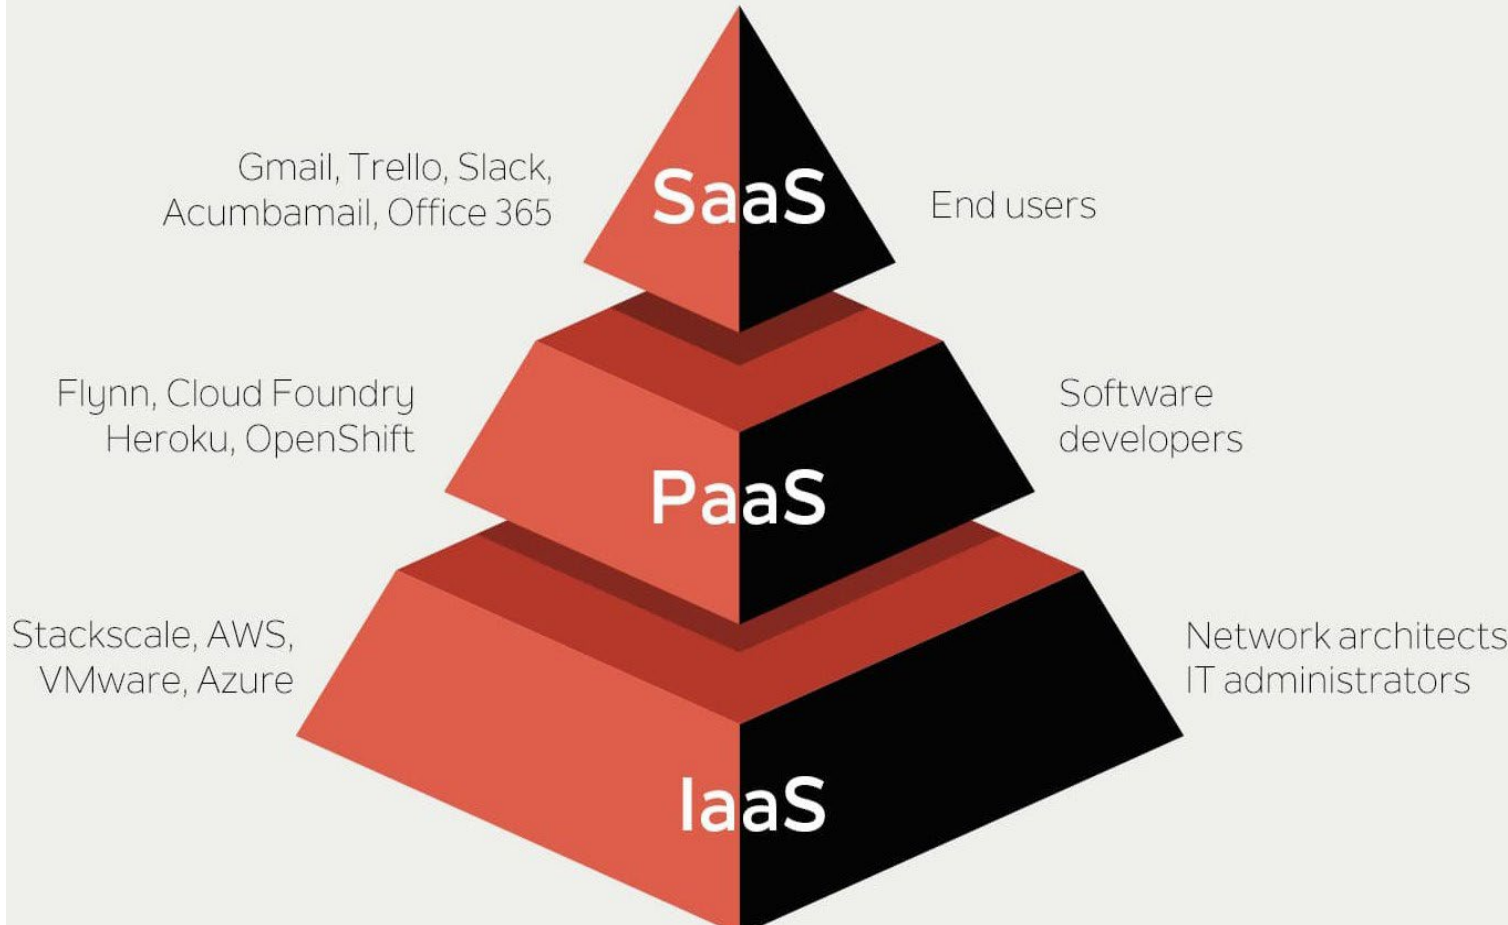 Gmail, Trello, Slack,
Acumbamail, Office 365
SaaS
End users
Flynn, Cloud Foundry
Heroku, OpenShift
PaaS
Software
developers
Stackscale, AWS,
VMware, Azure
IaaS
Network architects
IT administrators